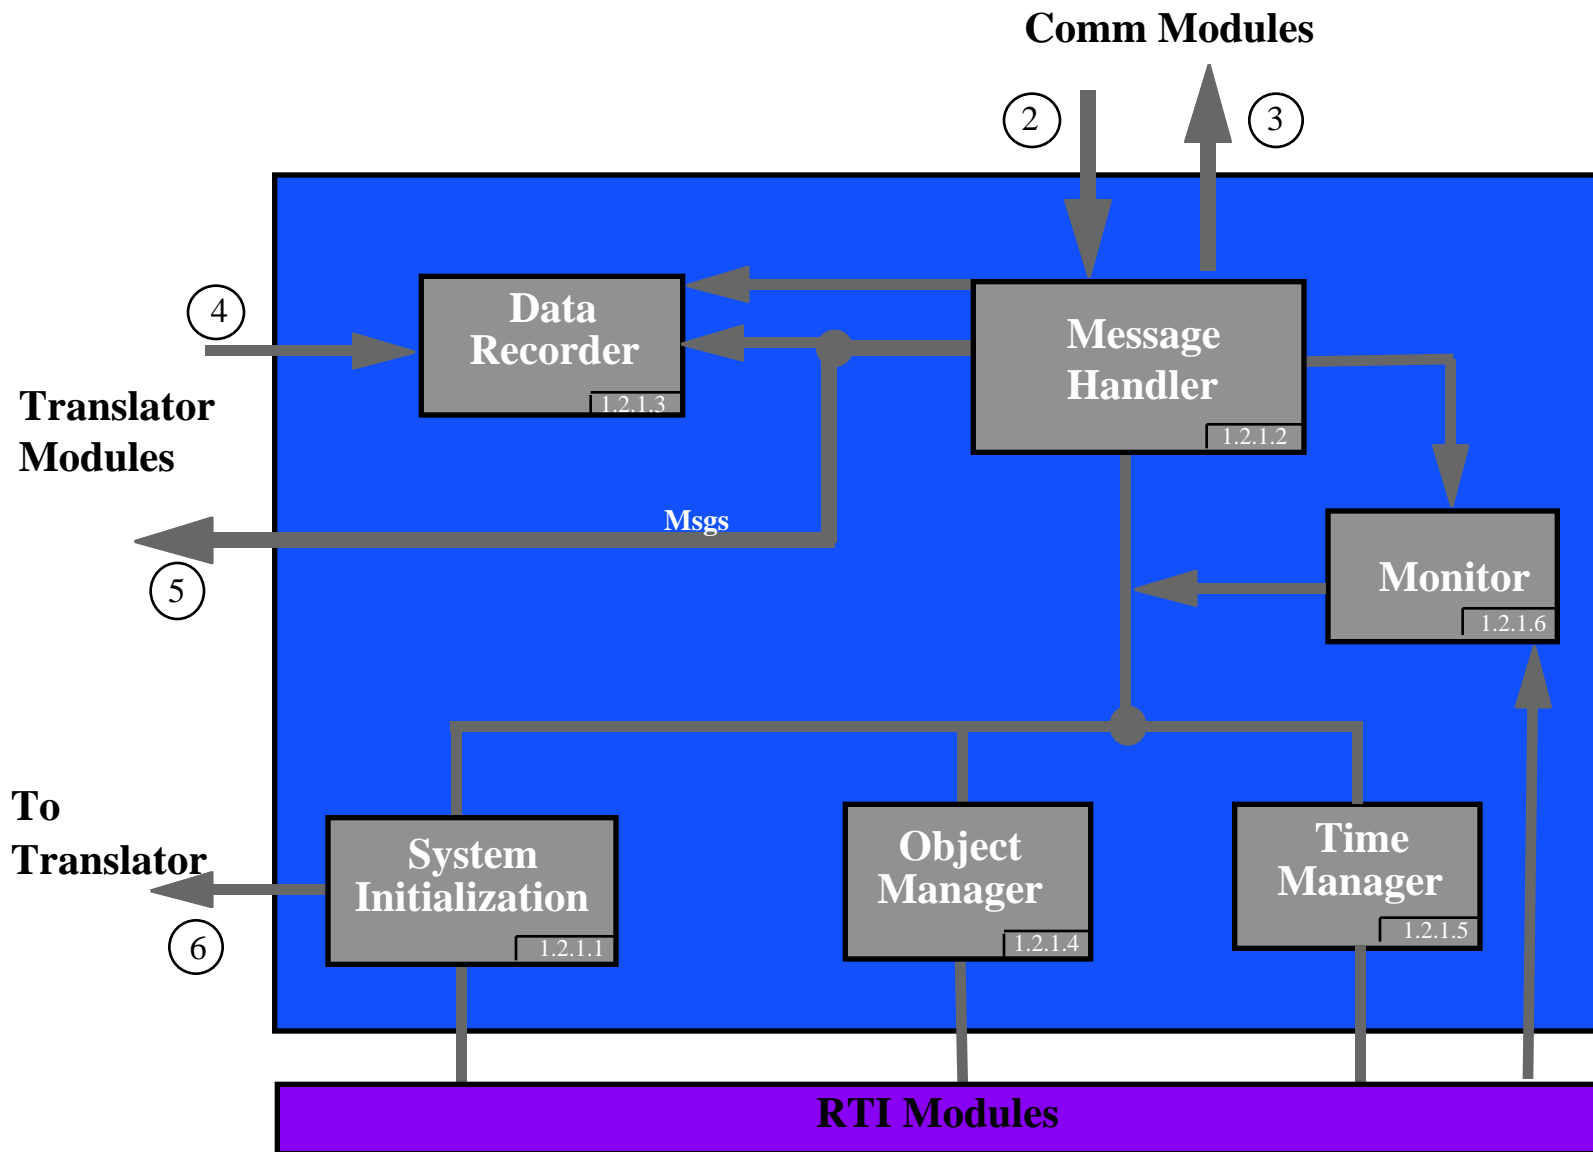 Comm Modules
2
3
4
Data
Recorder
1.2.1.3
Message
Handler
1.2.1.2
Translator
Modules
Msgs
5
Monitor
1.2.1.6
To
Translator
6
System
Initialization
1.2.1.1
Object
Manager
1.2.1.4
Time
Manager
1.2.1.5
RTI Modules